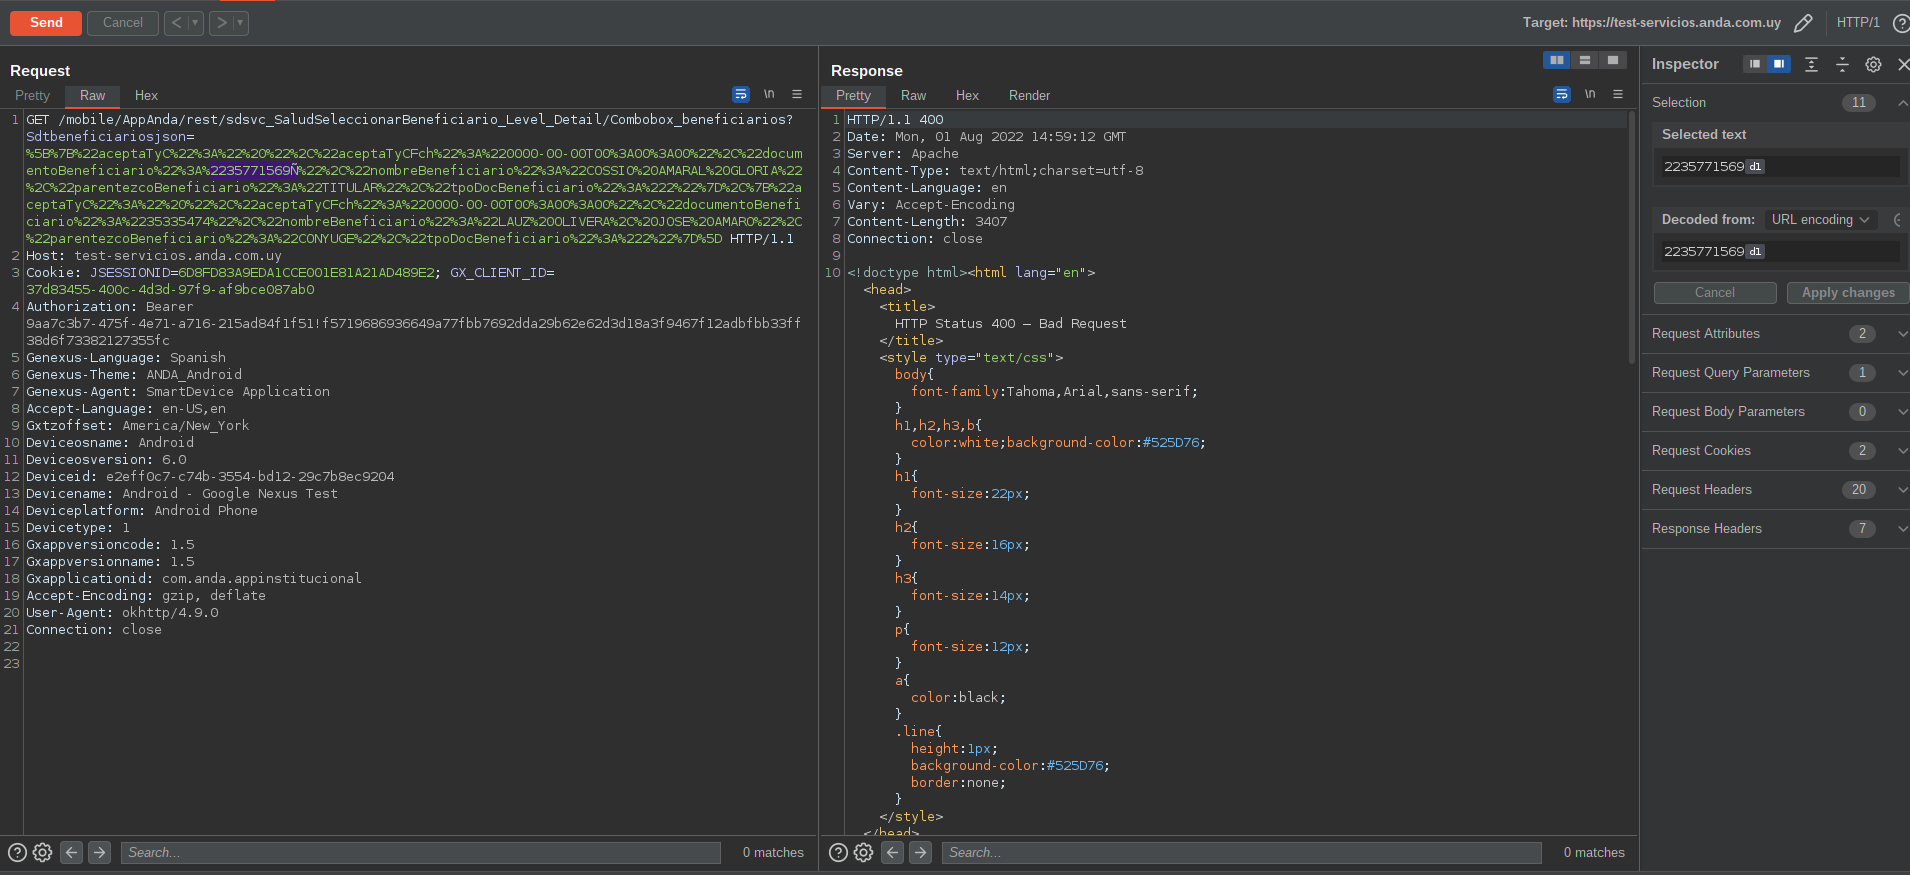 Send
Cancel
Target: https://test-servicios.anda.com.uy
HTTP/1
Request
Pretty
Raw
Hex
\n
1 GET /mobile/AppAnda/rest/sdsvc_SaludSeleccionarBeneficiario_Level_Detail/Combobox_beneficiarios?
Sdtbeneficiariosjson=
%5B%7B%22aceptaTyC%22%3A%22%20%22%2C%22aceptaTyCFch%22%3A%220000-00-00T00%3A00%3A00%22%2C%22docum
entoBeneficiario%22%3A%2235771569Ñ%22%2C%22nombreBeneficiario%22%3A%22COSSIO%20AMARAL%20GLORIA%22
%2C%22parentezcoBeneficiario%22%3A%22TITULAR%22%2C%22tpoDocBeneficiario%22%3A%222%22%7D%2C%7B%22a
ceptaTyC%22%3A%22%20%22%2C%22aceptaTyCFch%22%3A%220000-00-00T00%3A00%3A00%22%2C%22documentoBenefi
ciario%22%3A%2235335474%22%2C%22nombreBeneficiario%22%3A%22LAUZ%20OLIVERA%2C%20JOSE%20AMARO%22%2C
%22parentezcoBeneficiario%22%3A%22CONYUGE%22%2C%22tpoDocBeneficiario%22%3A%222%22%7D%5D HTTP/1.1
2 Host: test-servicios.anda.com.uy
3 Cookie: JSESSIONID=6D8FD83A9EDA1CCE001E81A21AD489E2; GX_CLIENT_ID=
37d83455-400c-4d3d-97f9-af9bce087ab0
4 Authorization: Bearer
9aa7c3b7-475f-4e71-a716-215ad84f1f51!f5719686936649a77fbb7692dda29b62e62d3d18a3f9467f12adbfbb33ff
38d6f73382127355fc
5 Genexus-Language: Spanish
6 Genexus-Theme: ANDA_Android
7 Genexus-Agent: SmartDevice Application
8 Accept-Language: en-US,en
9 Gxtzoffset: America/New_York
10 Deviceosname: Android
11 Deviceosversion: 6.0
12 Deviceid: e2eff0c7-c74b-3554-bd12-29c7b8ec9204
13 Devicename: Android - Google Nexus Test
14 Deviceplatform: Android Phone
15 Devicetype: 1
16 Gxappversioncode: 1.5
17 Gxappversionname: 1.5
18 Gxapplicationid: com.anda.appinstitucional
19 Accept-Encoding: gzip, deflate
20 User-Agent: okhttp/4.9.0
21 Connection: close
22
23
Search...
0 matches
Response
Pretty
Raw
Hex
Render
\n
1 HTTP/1.1 400
2 Date: Mon, 01 Aug 2022 14:59:12 GMT
3 Server: Apache
4 Content-Type: text/html;charset=utf-8
5 Content-Language: en
6 Vary: Accept-Encoding
7 Content-Length: 3407
8 Connection: close
9
10 <!doctype html><html lang="en">
<head>
<title>
HTTP Status 400 – Bad Request
</title>
<style type="text/css">
body{
font-family:Tahoma,Arial,sans-serif;
}
h1,h2,h3,b{
color:white;background-color:#525D76;
}
h1{
font-size:22px;
}
h2{
font-size:16px;
}
h3{
font-size:14px;
}
p{
font-size:12px;
}
a{
color:black;
}
.line{
height:1px;
background-color:#525D76;
border:none;
}
</style>
</head>
Search...
0 matches
Inspector
Selection 11
Selected text
2235771569 d1
Decoded from: URL encoding
2235771569 d1
Cancel
Apply changes
Request Attributes 2
Request Query Parameters 1
Request Body Parameters 0
Request Cookies 2
Request Headers 20
Response Headers 7